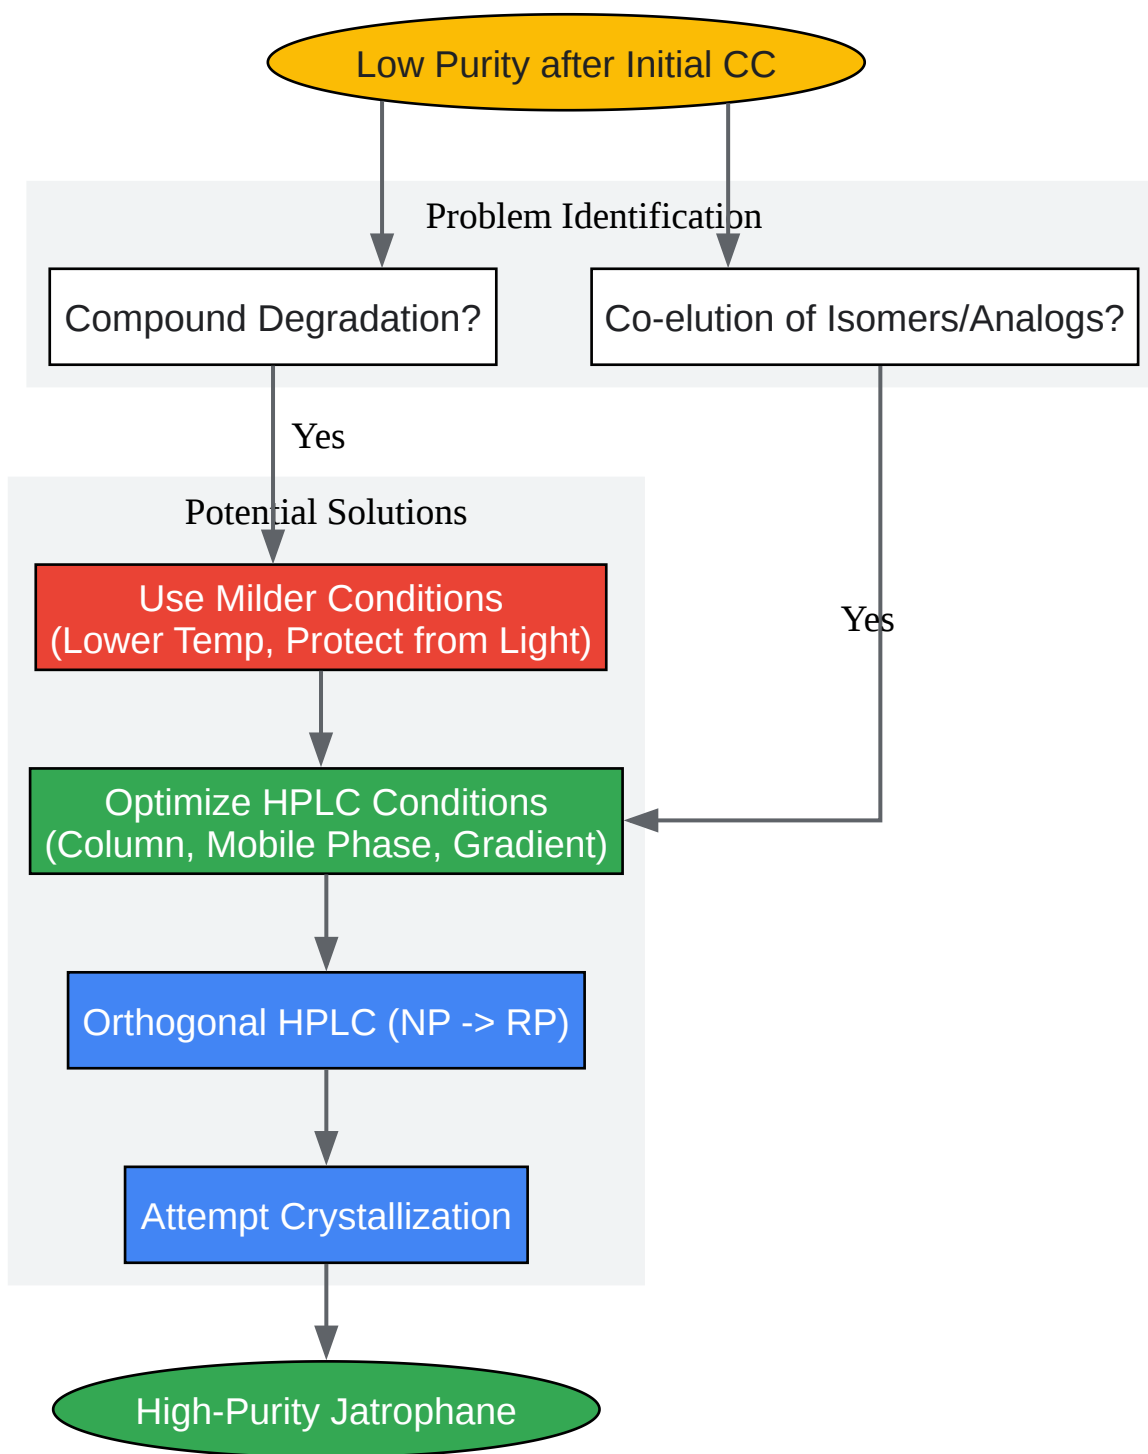 Low Purity after Initial CC
Problem Identification
Compound Degradation?
Co-elution of Isomers/Analogs?
Yes
Potential Solutions
Use Milder Conditions
(Lower Temp, Protect from Light)
Yes
Optimize HPLC Conditions
(Column, Mobile Phase, Gradient)
Orthogonal HPLC (NP -> RP)
Attempt Crystallization
High-Purity Jatrophane